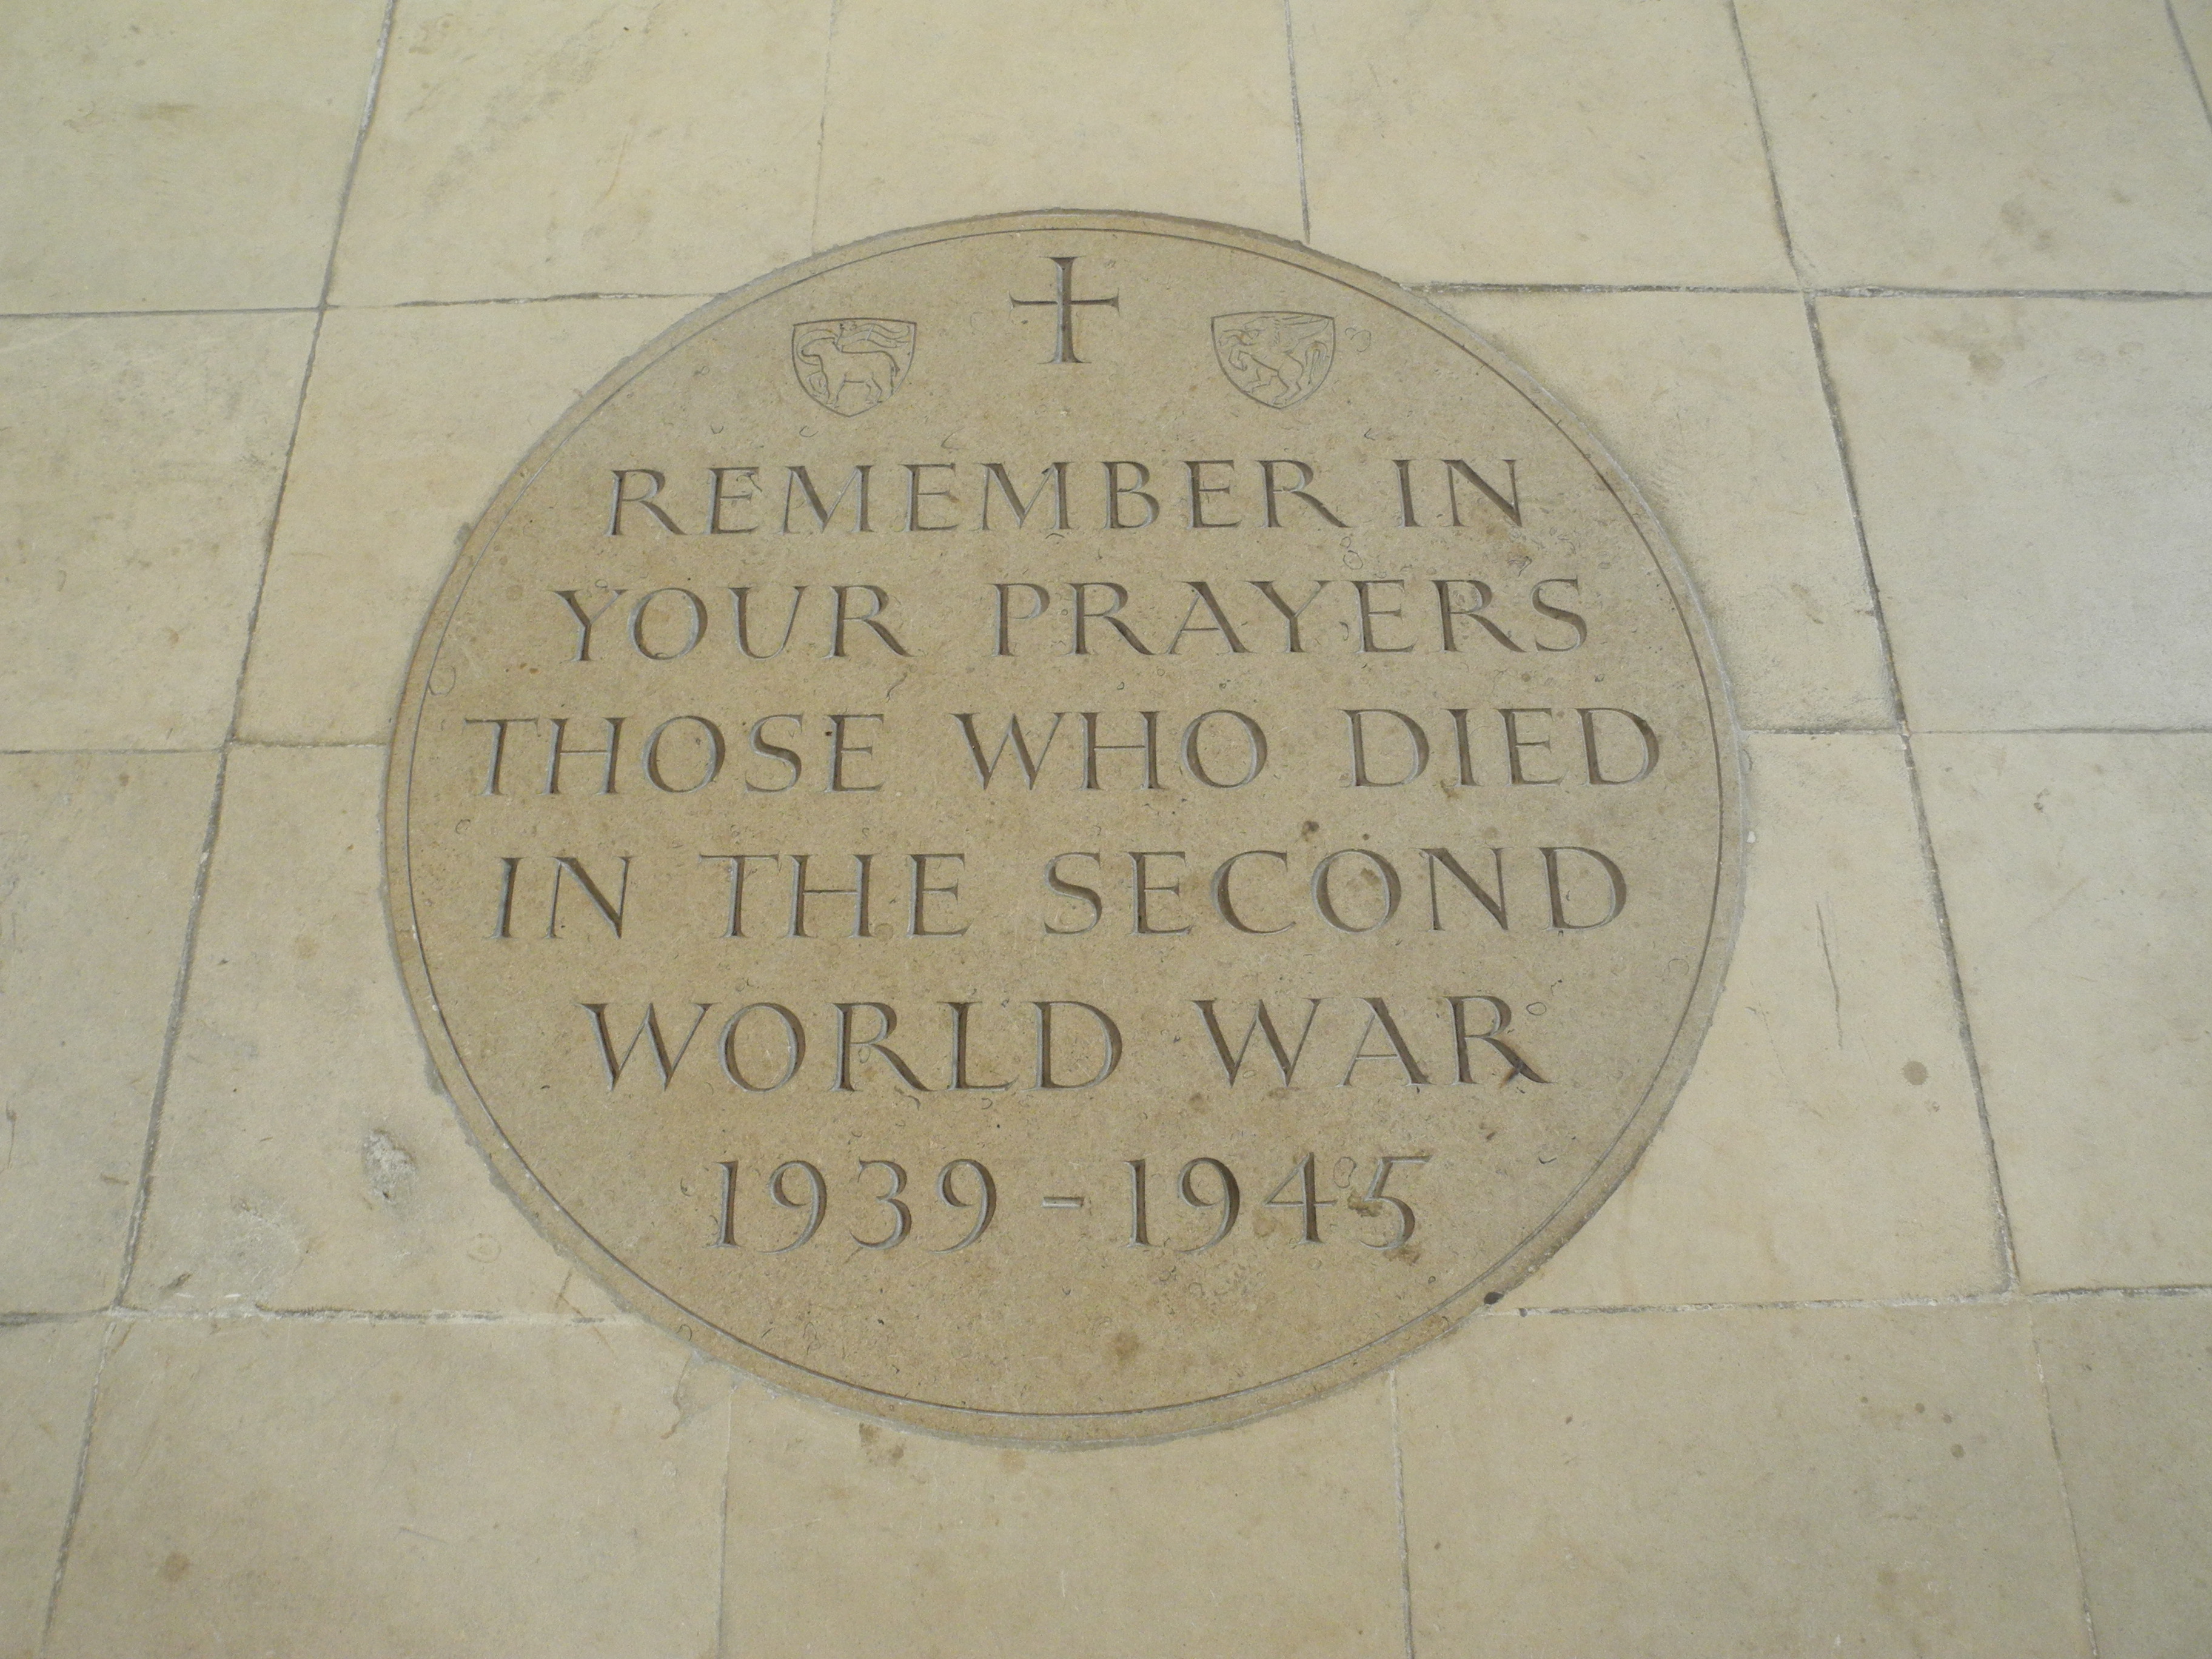 REMEMBER IN
YOUR PRAYERS
THOSE WHO DIED
IN THE SECOND
WORLD WAR
1939-1945